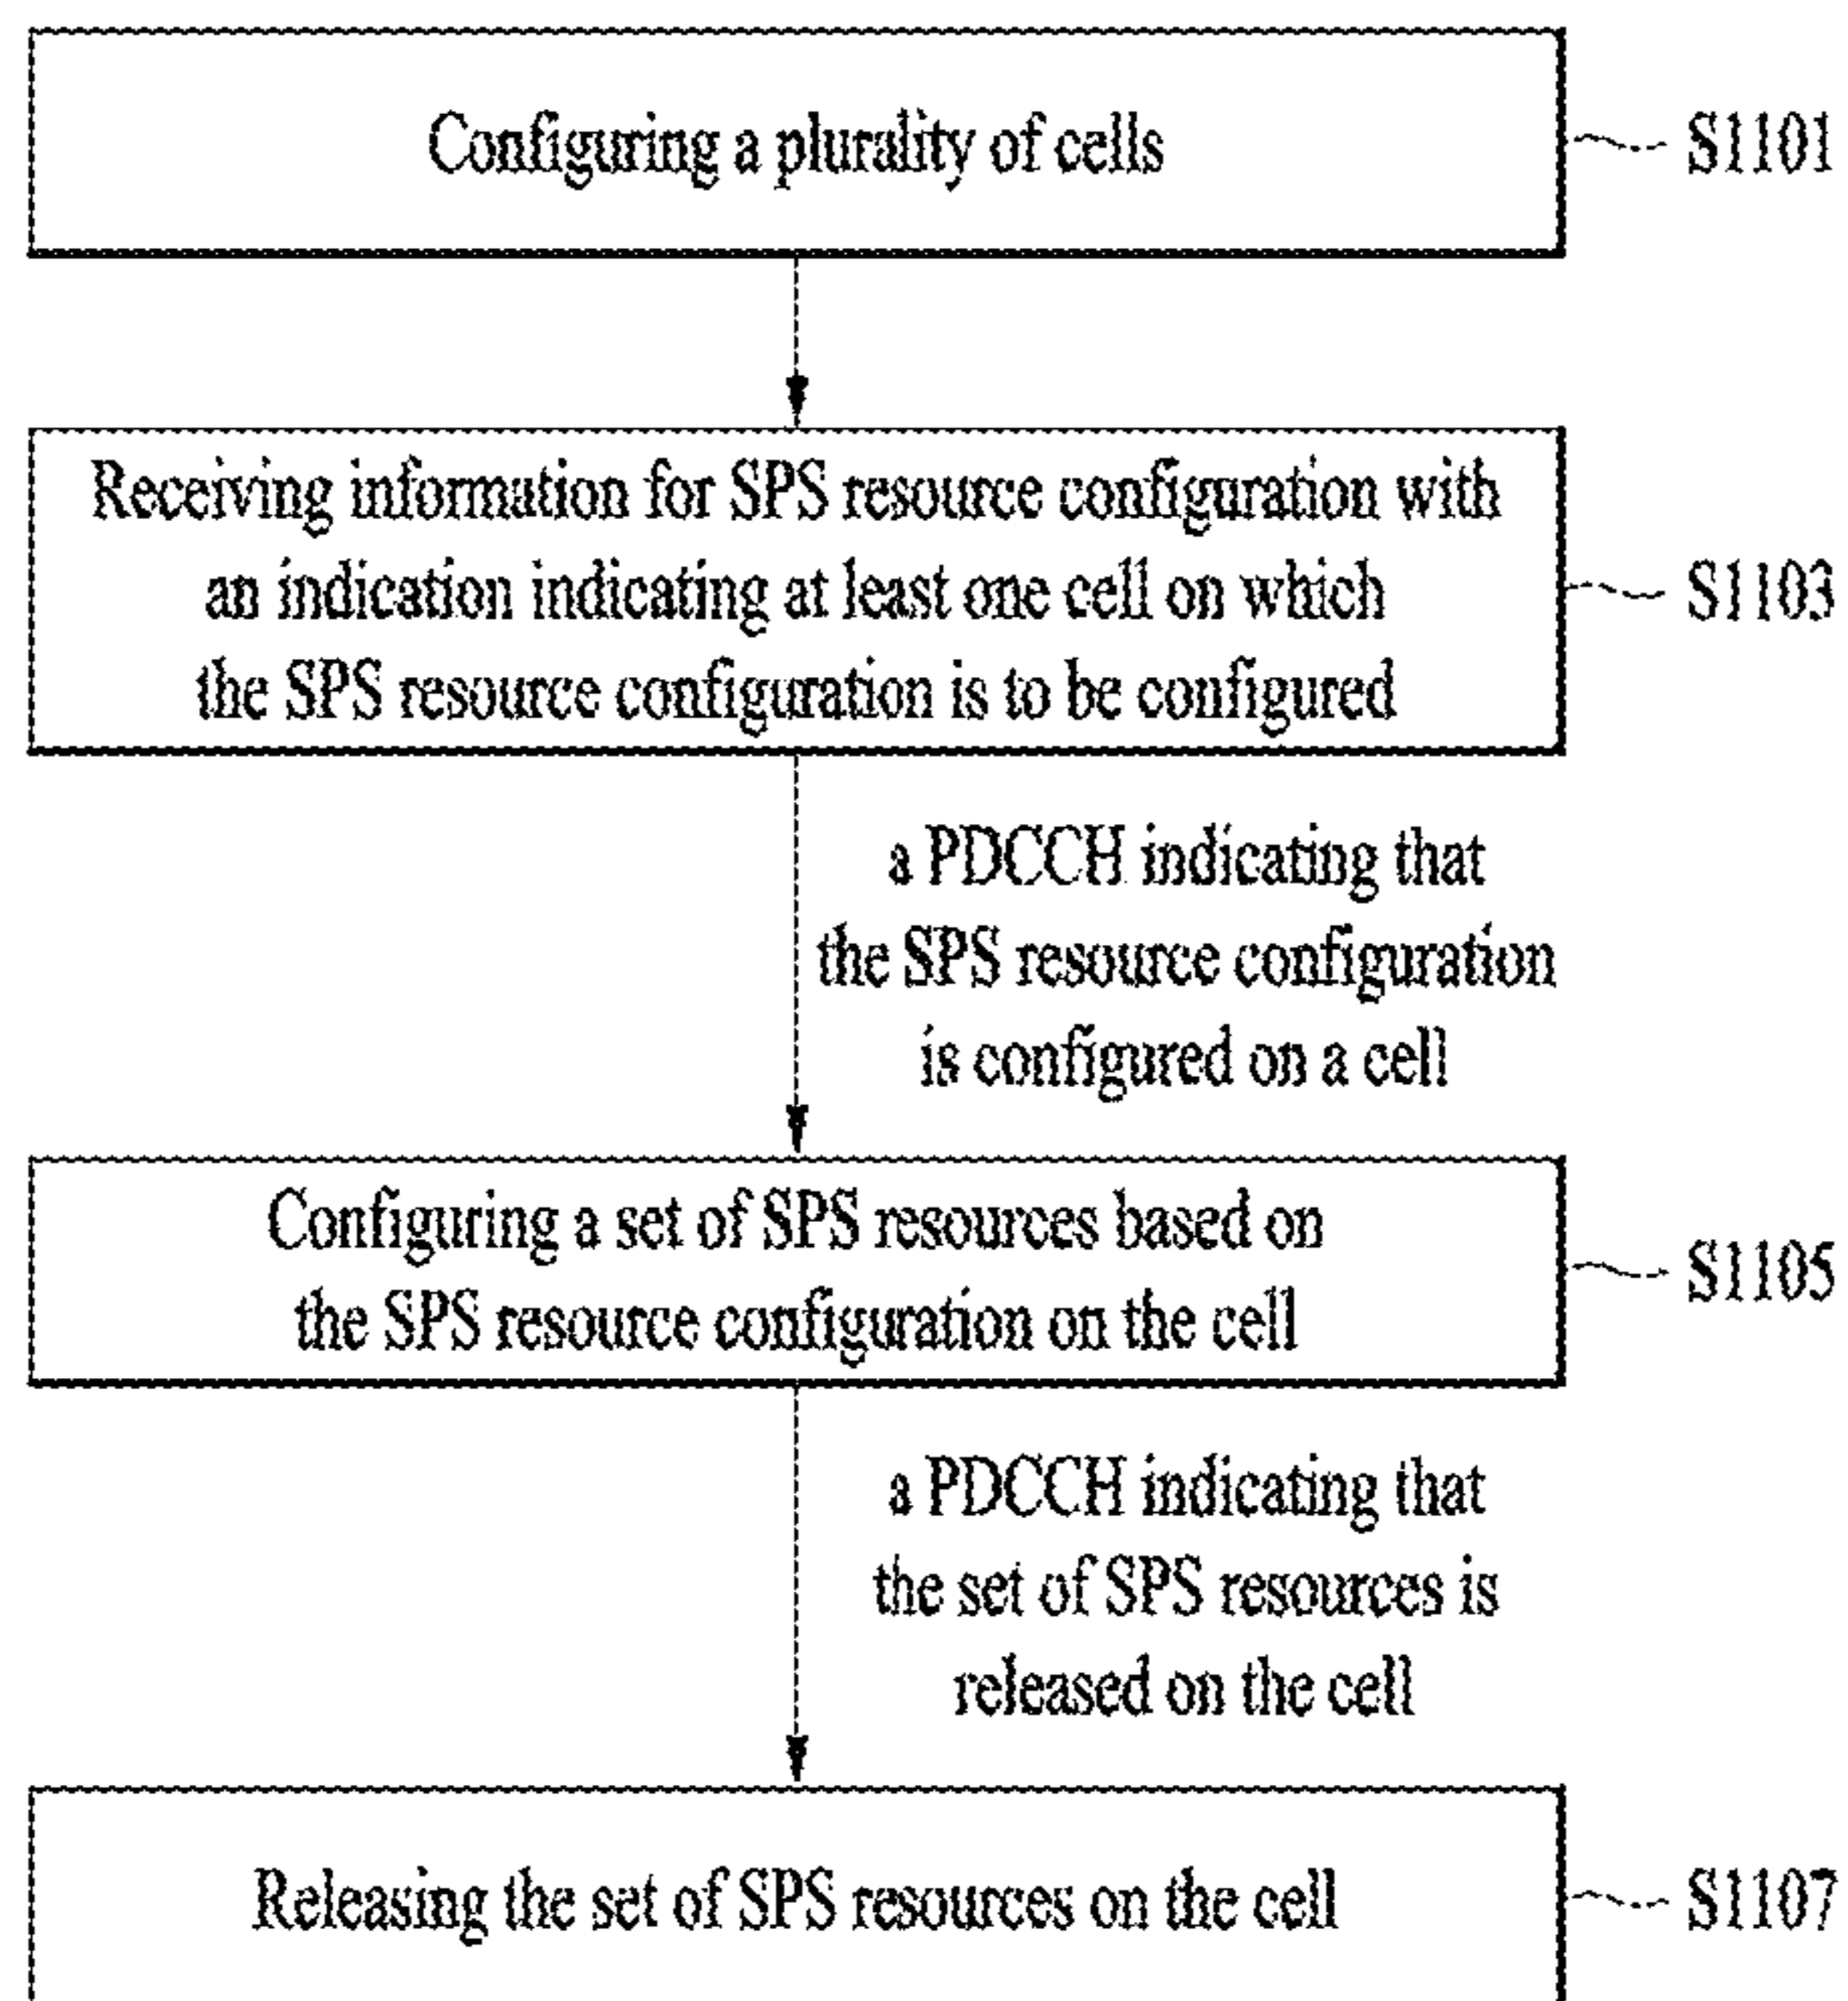 Configuring a plurality of cells
S1101
Receiving information for SPS resource configuration with
an indication indicating at least one cell on which
the SPS resource configuration is to be configured
S1103
a PDCCH indicating that
the SPS resource configuration
is configured on a cell
Configuring a set of SPS resources based on
the SPS resource configuration on the cell
S1105
a PDCCH indicating that
the set of SPS resources is
released on the cell
Releasing the set of SPS resources on the cell
S1107